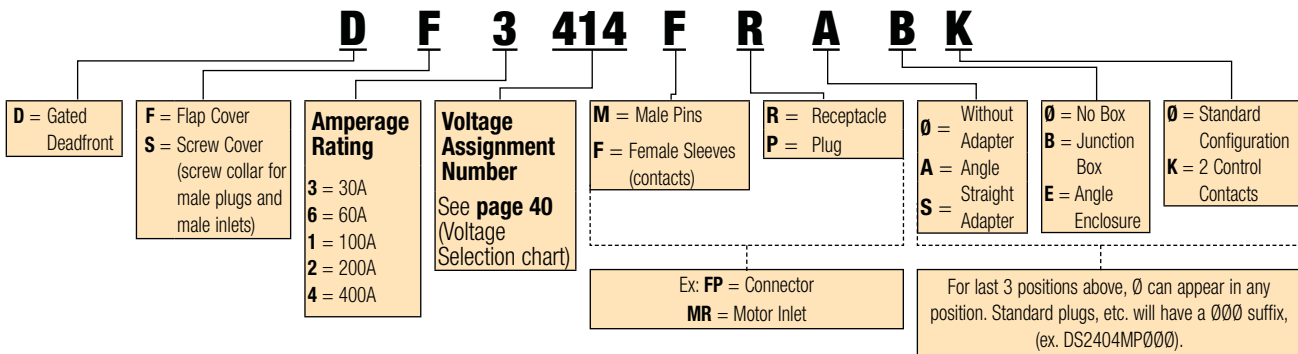 D F 3 414 F R A B K
D = Gated
Deadfront
F = Flap Cover
S = Screw Cover
(screw collar for
male plugs and
male inlets)
Amperage
Rating
3 = 30A
6 = 60A
1 = 100A
2 = 200A
4 = 400A
Voltage
Assignment
Number
See page 40
(Voltage
Selection chart)
M = Male Pins
F = Female Sleeves
(contacts)
R = Receptacle
P = Plug
Ø = Without
Adapter
A = Angle
S = Straight
Adapter
Ø = No Box
B = Junction
Box
E = Angle
Enclosure
Ø = Standard
Configuration
K = 2 Control
Contacts
Ex: FP = Connector
MR = Motor Inlet
For last 3 positions above, Ø can appear in any
position. Standard plugs, etc. will have a ØØØ suffix,
(ex. DS2404MPØØØ).